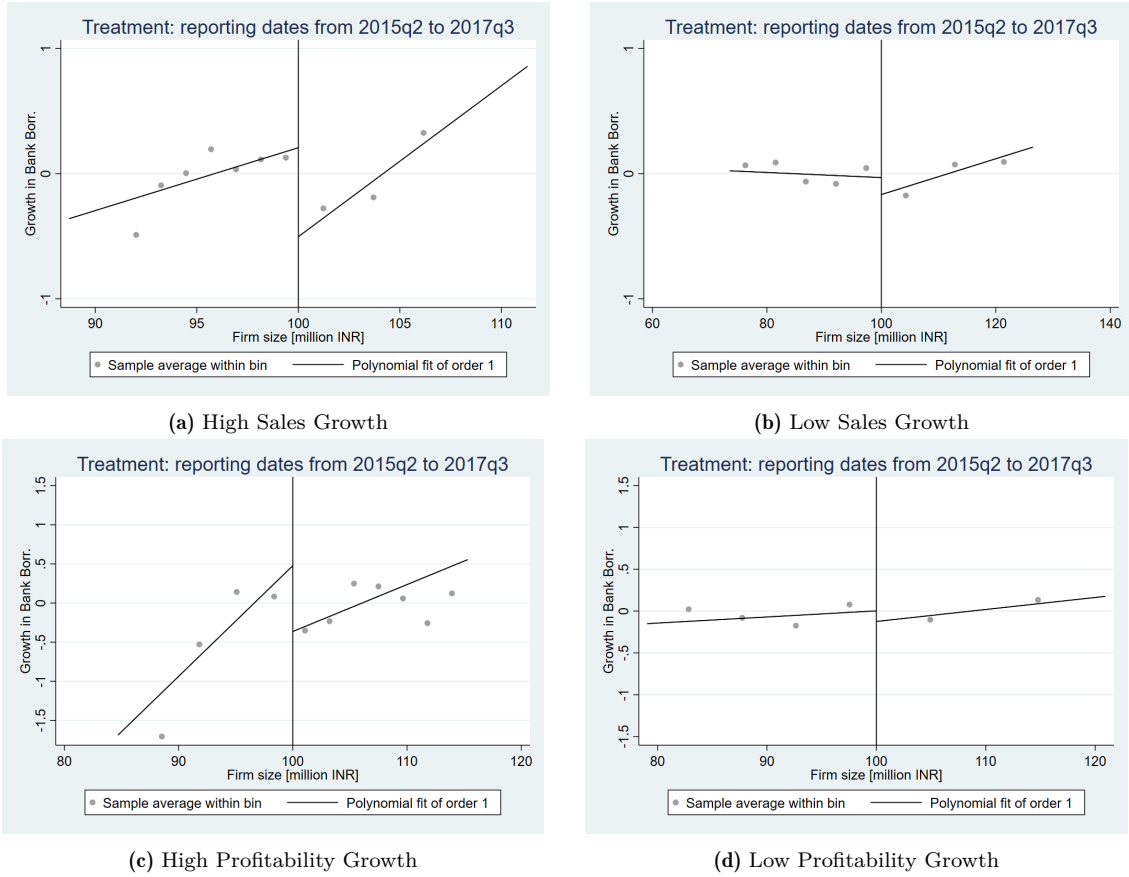 Treatment: reporting dates from 2015q2 to 2017q3
Growth in Bank Borr.
1
0
-1
90 95 100 105 110
Firm size [million INR]
Sample average within bin Polynomial fit of order 1
(a) High Sales Growth
Treatment: reporting dates from 2015q2 to 2017q3
Growth in Bank Borr.
1
0
-1
60 80 100 120 140
Firm size [million INR]
Sample average within bin Polynomial fit of order 1
(b) Low Sales Growth
Treatment: reporting dates from 2015q2 to 2017q3
Growth in Bank Borr.
1.5
1
.5
0
-.5
-1
-1.5
80 90 100 110 120
Firm size [million INR]
Sample average within bin Polynomial fit of order 1
(c) High Profitability Growth
Treatment: reporting dates from 2015q2 to 2017q3
Growth in Bank Borr.
1.5
1
.5
0
-.5
-1
-1.5
80 90 100 110 120
Firm size [million INR]
Sample average within bin Polynomial fit of order 1
(d) Low Profitability Growth